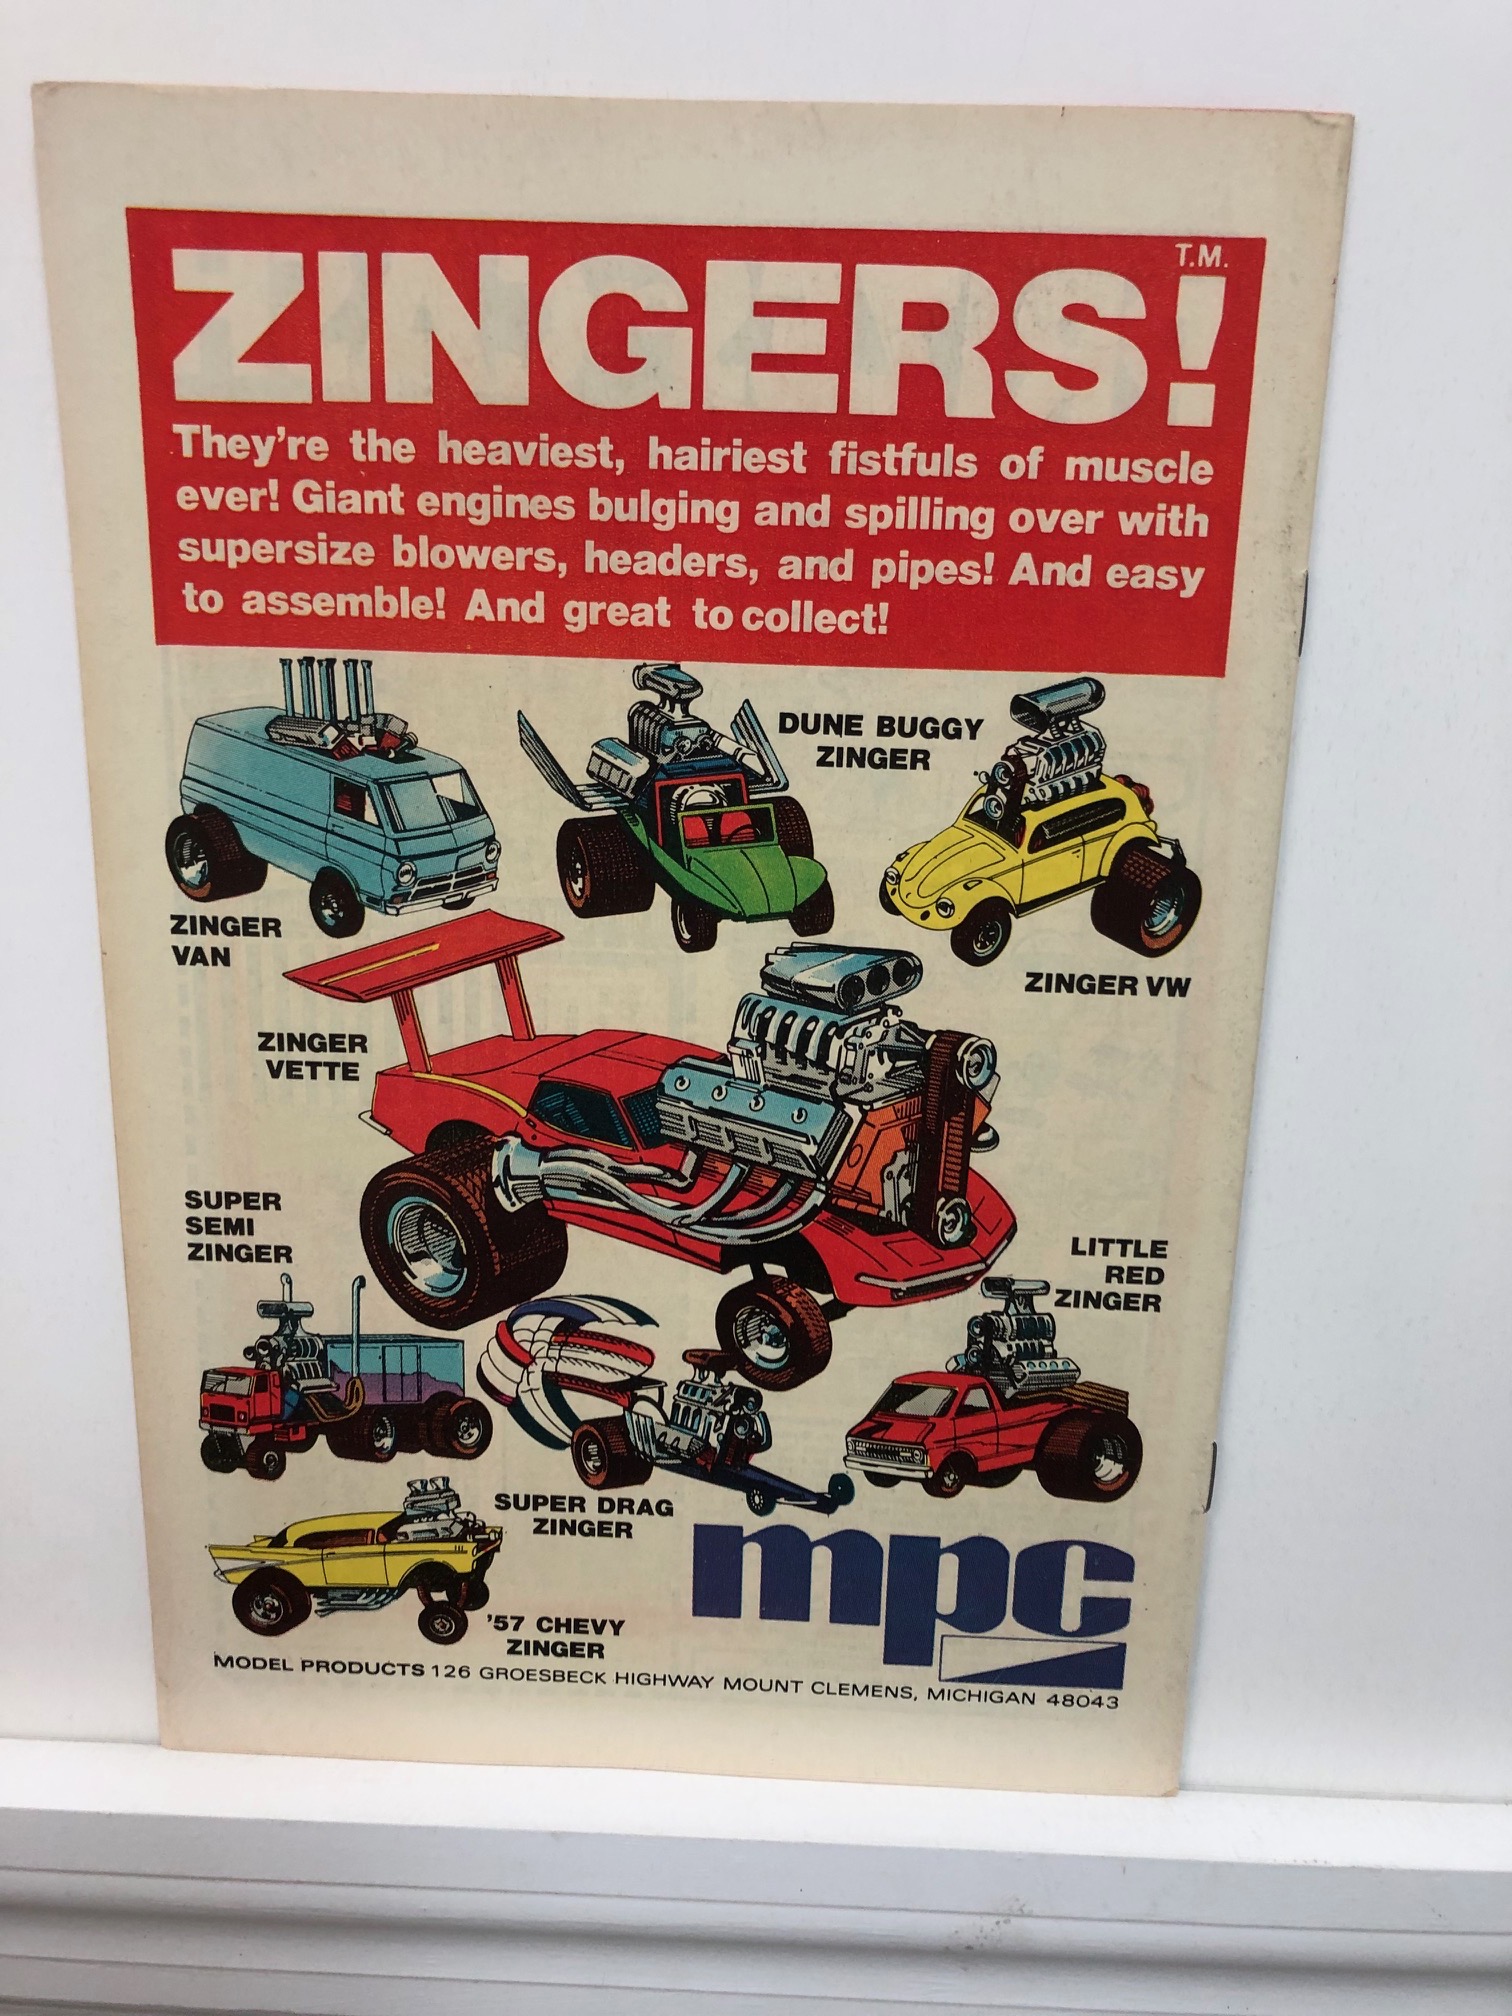 ZINGERS!
T.M.
They're the heaviest, hairiest fistfuls of muscle
ever! Giant engines bulging and spilling over with
supersize blowers, headers, and pipes! And easy
to assemble! And great to collect!
DUNE BUGGY
ZINGER
ZINGER
VAN
ZINGER VW
ZINGER
VETTE
SUPER
SEMI
ZINGER
LITTLE
RED
ZINGER
SUPER DRAG
ZINGER
'57 CHEVY
ZINGER
mpc
MODEL PRODUCTS 126 GROESBECK HIGHWAY MOUNT CLEMENS, MICHIGAN 48043